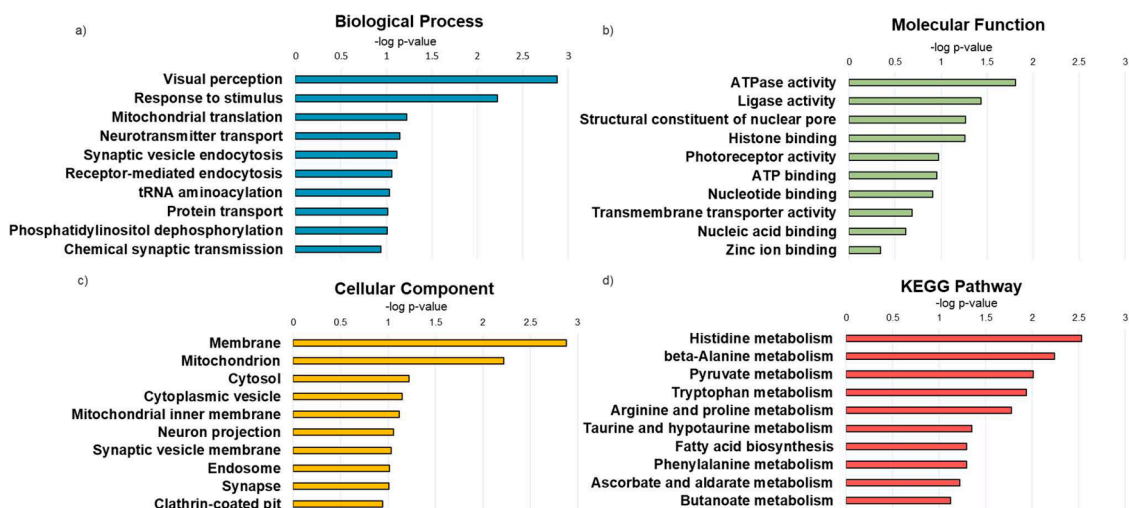 a)
Biological Process
-log p-value
0 0.5 1 1.5 2 2.5 3
Visual perception
Response to stimulus
Mitochondrial translation
Neurotransmitter transport
Synaptic vesicle endocytosis
Receptor-mediated endocytosis
tRNA aminoacylation
Protein transport
Phosphatidylinositol dephosphorylation
Chemical synaptic transmission
b)
Molecular Function
-log p-value
0 0.5 1 1.5 2 2.5 3
ATPase activity
Ligase activity
Structural constituent of nuclear pore
Histone binding
Photoreceptor activity
ATP binding
Nucleotide binding
Transmembrane transporter activity
Nucleic acid binding
Zinc ion binding
c)
Cellular Component
-log p-value
0 0.5 1 1.5 2 2.5 3
Membrane
Mitochondrion
Cytosol
Cytoplasmic vesicle
Mitochondrial inner membrane
Neuron projection
Synaptic vesicle membrane
Endosome
Synapse
Clathrin-coated pit
d)
KEGG Pathway
-log p-value
0 0.5 1 1.5 2 2.5 3
Histidine metabolism
beta-Alanine metabolism
Pyruvate metabolism
Tryptophan metabolism
Arginine and proline metabolism
Taurine and hypotaurine metabolism
Fatty acid biosynthesis
Phenylalanine metabolism
Ascorbate and aldarate metabolism
Butanoate metabolism